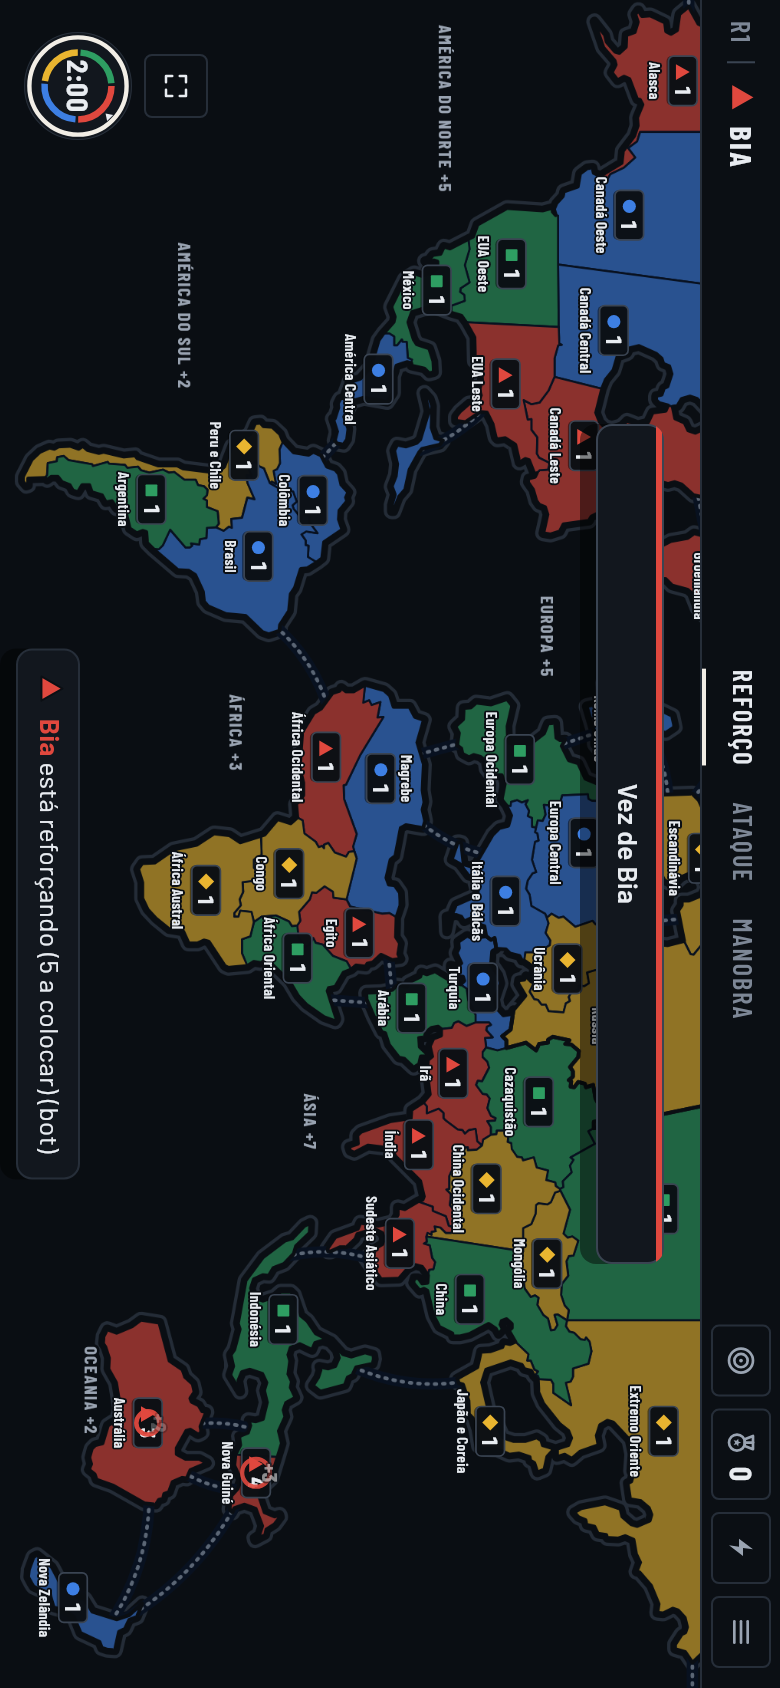 R1
BIA
REFORÇO
ATAQUE
MANOBRA
0
Vez de Bia
Alasca
1
Canadá Oeste
1
Canadá Central
1
Canadá Leste
1
EUA Oeste
1
EUA Leste
1
México
1
América Central
1
AMÉRICA DO NORTE +5
AMÉRICA DO SUL +2
Colômbia
1
Peru e Chile
1
Brasil
1
Argentina
1
EUROPA +5
Groenlândia
Escandinávia
Europa Ocidental
1
Europa Central
1
Itália e Bálcãs
1
Ucrânia
1
Rússia
ÁFRICA +3
Magrebe
1
África Ocidental
1
Egito
1
Congo
1
África Oriental
1
África Austral
1
ÁSIA +7
Turquia
1
Arábia
1
Irã
1
Cazaquistão
1
1
Índia
1
China Ocidental
1
Mongólia
1
China
1
Sudeste Asiático
1
Japão e Coreia
1
Extremo Oriente
1
OCEANIA +2
Indonésia
1
Nova Guiné
+3
Austrália
Nova Zelândia
1
2:00
Bia está reforçando (5 a colocar) (bot)